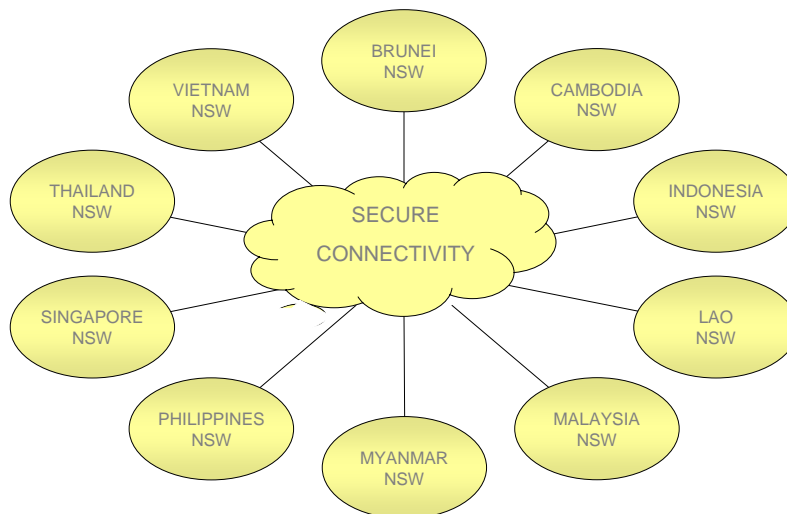 BRUNEI
NSW
VIETNAM
NSW
CAMBODIA
NSW
THAILAND
NSW
SECURE
CONNECTIVITY
INDONESIA
NSW
SINGAPORE
NSW
LAO
NSW
PHILIPPINES
NSW
MALAYSIA
NSW
MYANMAR
NSW